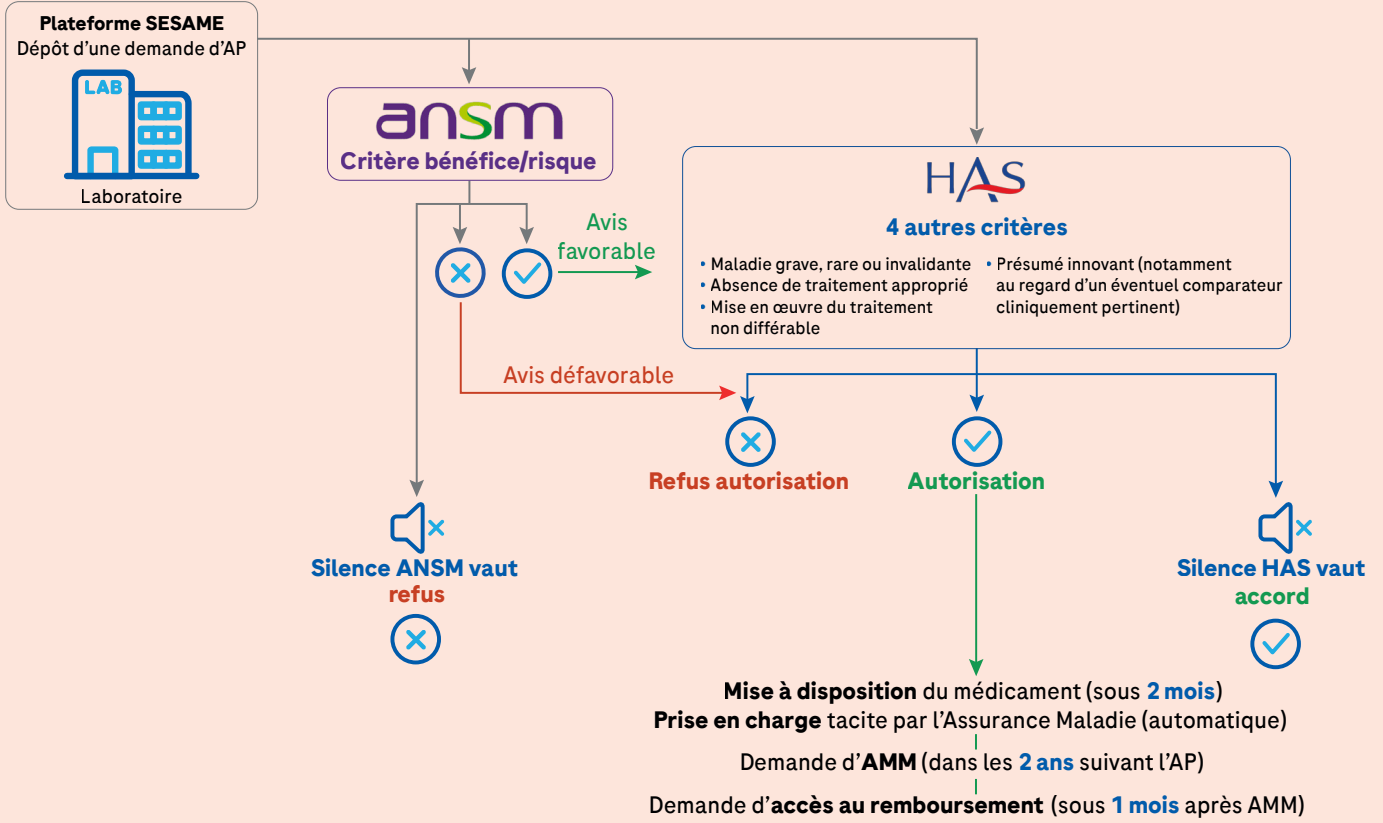 Plateforme SESAME
Dépôt d’une demande d’AP
LAB
Laboratoire
ansm
Critère bénéfice/risque
Avis
favorable
HAS
4 autres critères
• Maladie grave, rare ou invalidante
• Absence de traitement approprié
• Mise en œuvre du traitement
non différable
• Présumé innovant (notamment
au regard d’un éventuel comparateur
cliniquement pertinent)
Avis défavorable
Refus autorisation
Autorisation
Silence ANSM vaut
refus
Silence HAS vaut
accord
Mise à disposition du médicament (sous 2 mois)
Prise en charge tacite par l’Assurance Maladie (automatique)
Demande d’AMM (dans les 2 ans suivant l’AP)
Demande d’accès au remboursement (sous 1 mois après AMM)